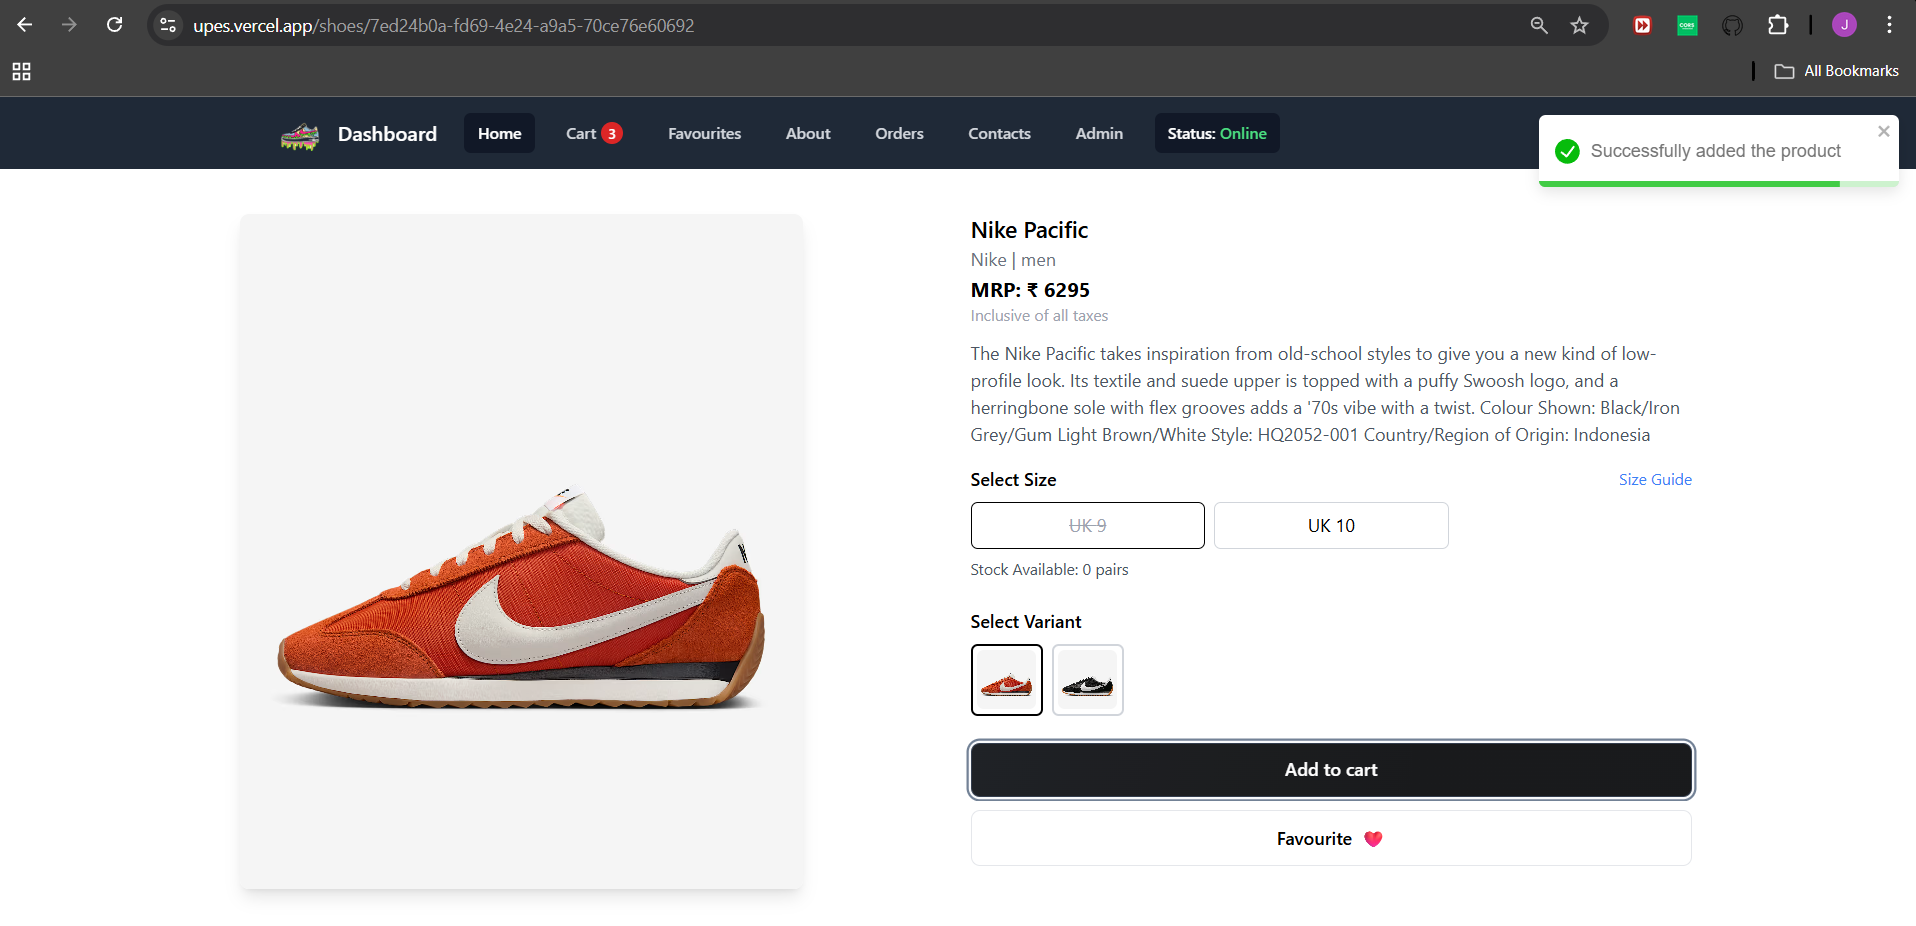 upes.vercel.app/shoes/7ed24b0a-fd69-4e24-a9a5-70ce76e60692
CORS
J
All Bookmarks
Dashboard
Home
Cart 3
Favourites
About
Orders
Contacts
Admin
Status: Online
Successfully added the product
Nike Pacific
Nike | men
MRP: ₹ 6295
Inclusive of all taxes
The Nike Pacific takes inspiration from old-school styles to give you a new kind of low-
profile look. Its textile and suede upper is topped with a puffy Swoosh logo, and a
herringbone sole with flex grooves adds a '70s vibe with a twist. Colour Shown: Black/Iron
Grey/Gum Light Brown/White Style: HQ2052-001 Country/Region of Origin: Indonesia
Select Size
Size Guide
UK 9
UK 10
Stock Available: 0 pairs
Select Variant
Add to cart
Favourite